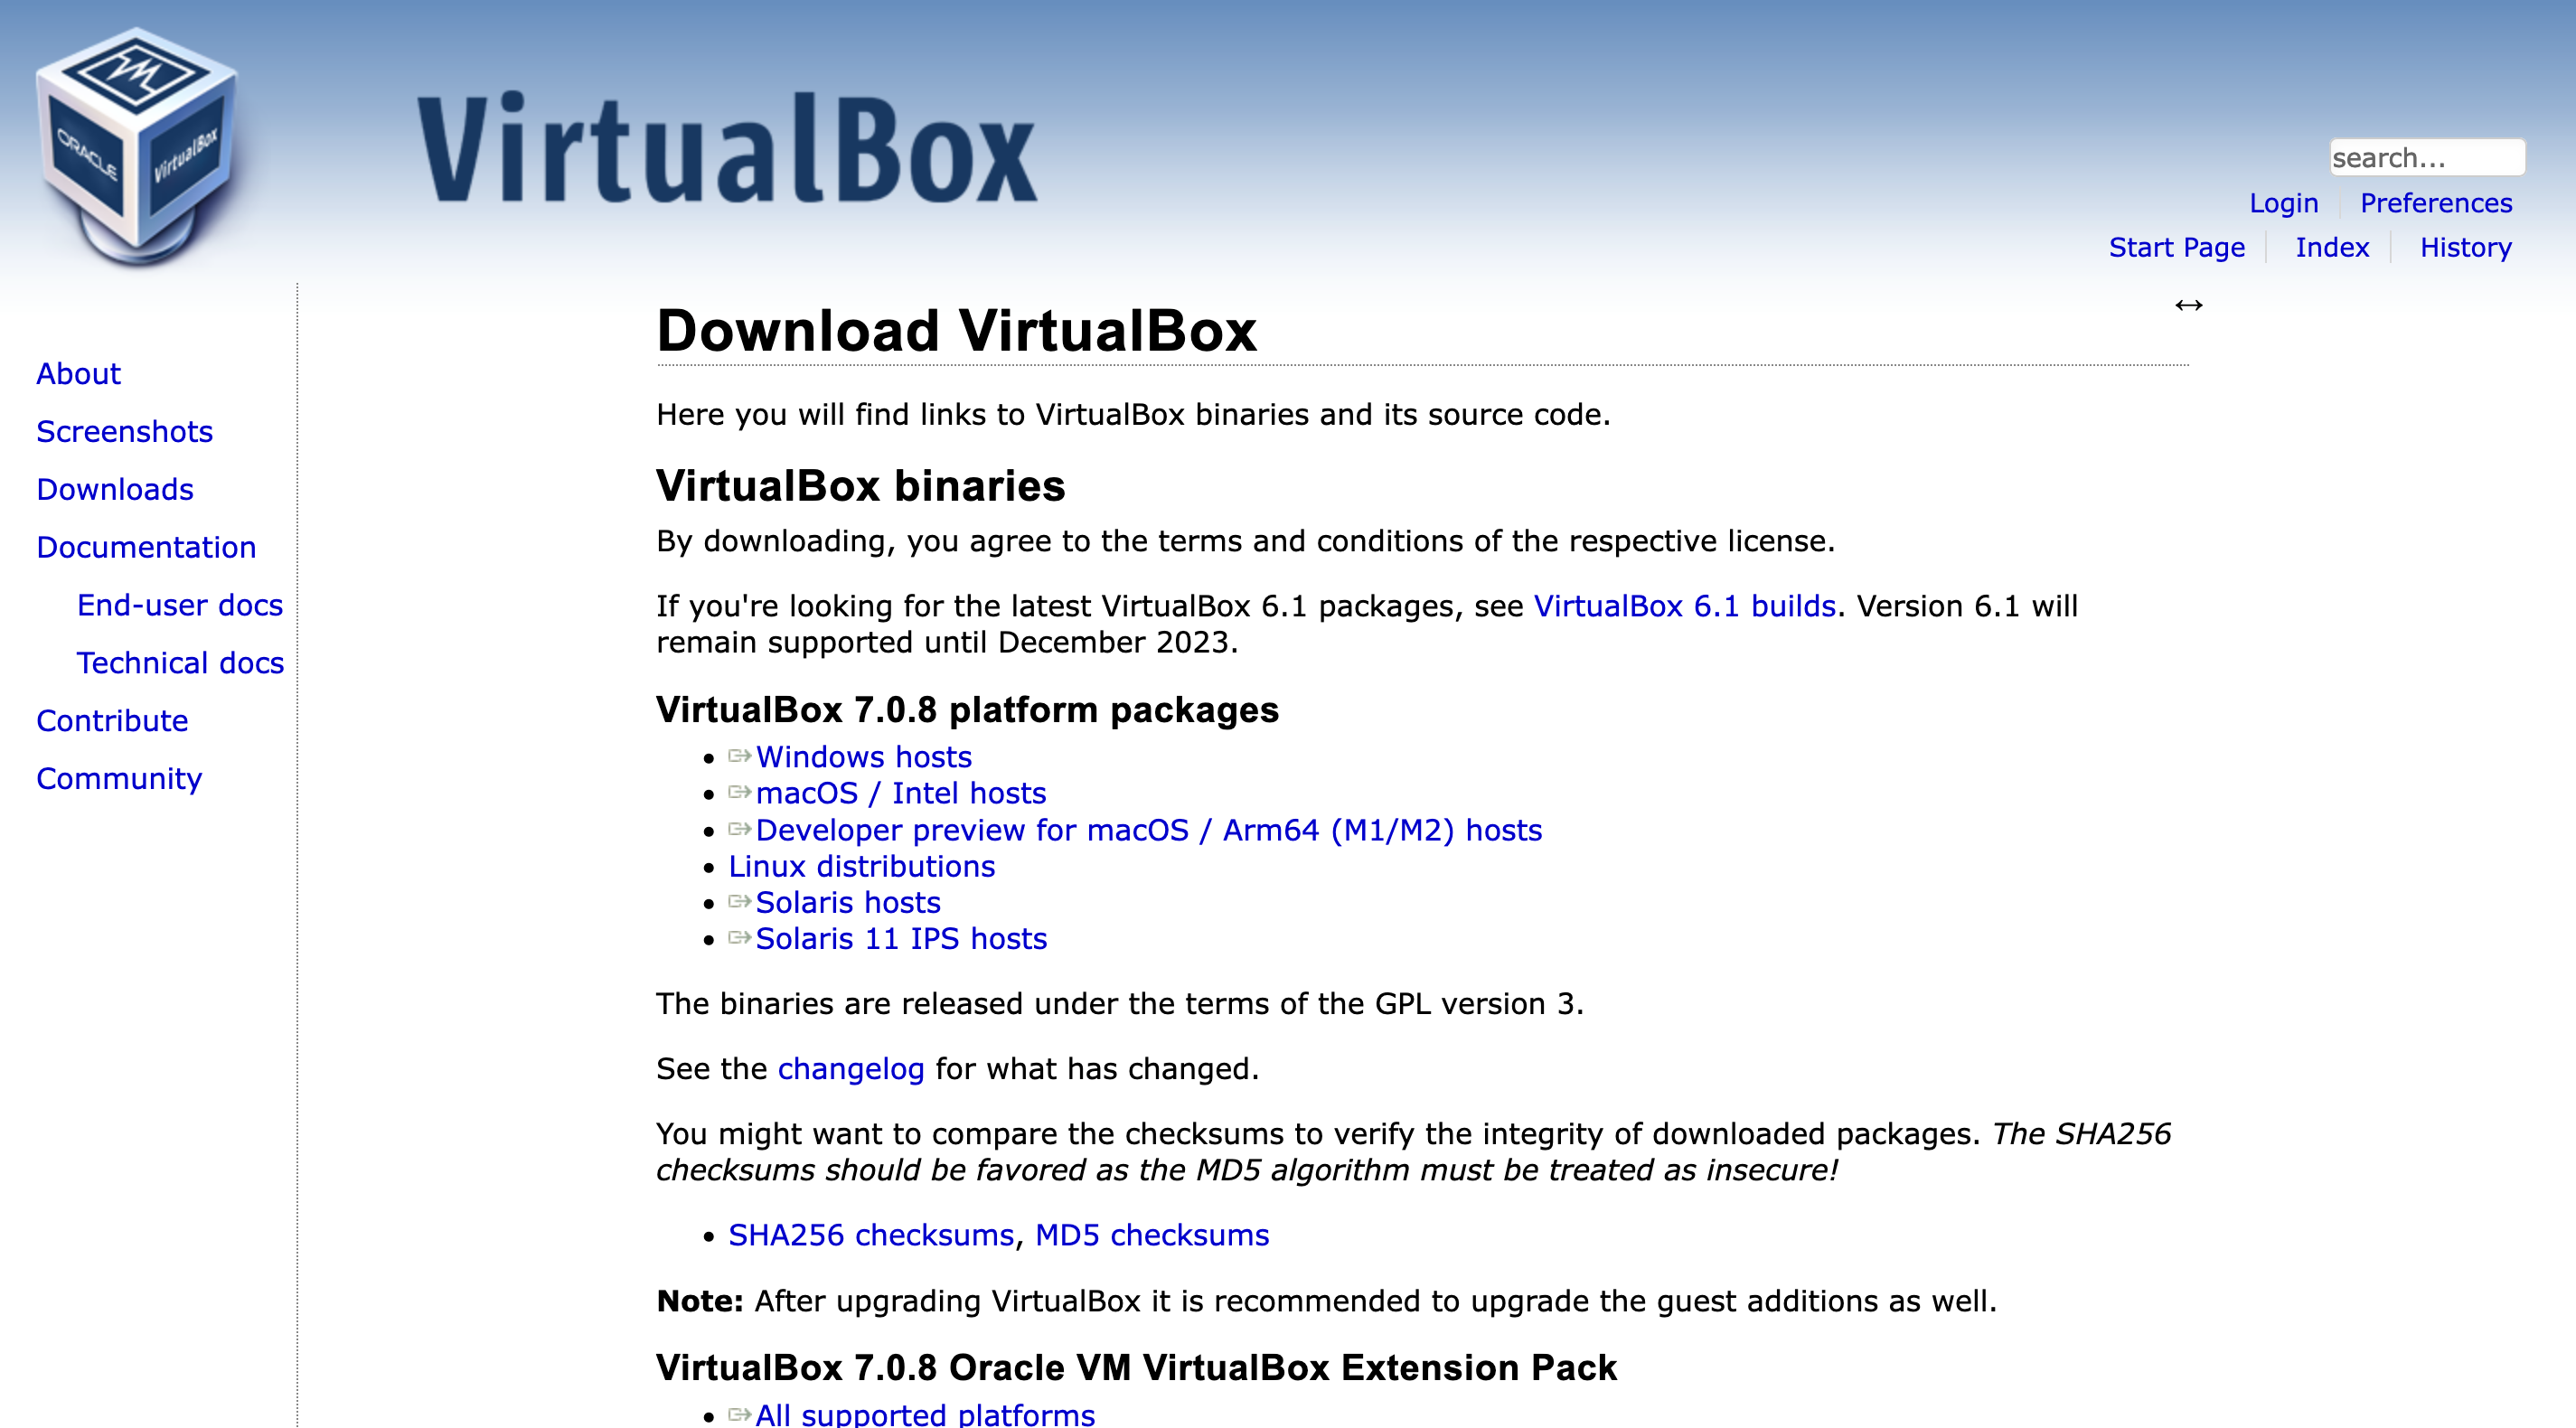 ORACLE
VirtualBox
VirtualBox
search...
Login
Preferences
Start Page
Index
History
About
Screenshots
Downloads
Documentation
End-user docs
Technical docs
Contribute
Community
Download VirtualBox
Here you will find links to VirtualBox binaries and its source code.
VirtualBox binaries
By downloading, you agree to the terms and conditions of the respective license.
If you're looking for the latest VirtualBox 6.1 packages, see VirtualBox 6.1 builds. Version 6.1 will
remain supported until December 2023.
VirtualBox 7.0.8 platform packages
Windows hosts
macOS / Intel hosts
Developer preview for macOS / Arm64 (M1/M2) hosts
Linux distributions
Solaris hosts
Solaris 11 IPS hosts
The binaries are released under the terms of the GPL version 3.
See the changelog for what has changed.
You might want to compare the checksums to verify the integrity of downloaded packages. The SHA256
checksums should be favored as the MD5 algorithm must be treated as insecure!
SHA256 checksums, MD5 checksums
Note: After upgrading VirtualBox it is recommended to upgrade the guest additions as well.
VirtualBox 7.0.8 Oracle VM VirtualBox Extension Pack
All supported platforms